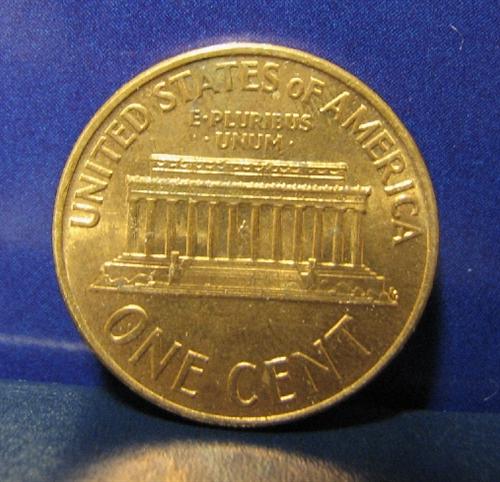 UNITED STATES OF AMERICA
E·PLURIBUS
·UNUM·
ONE CENT